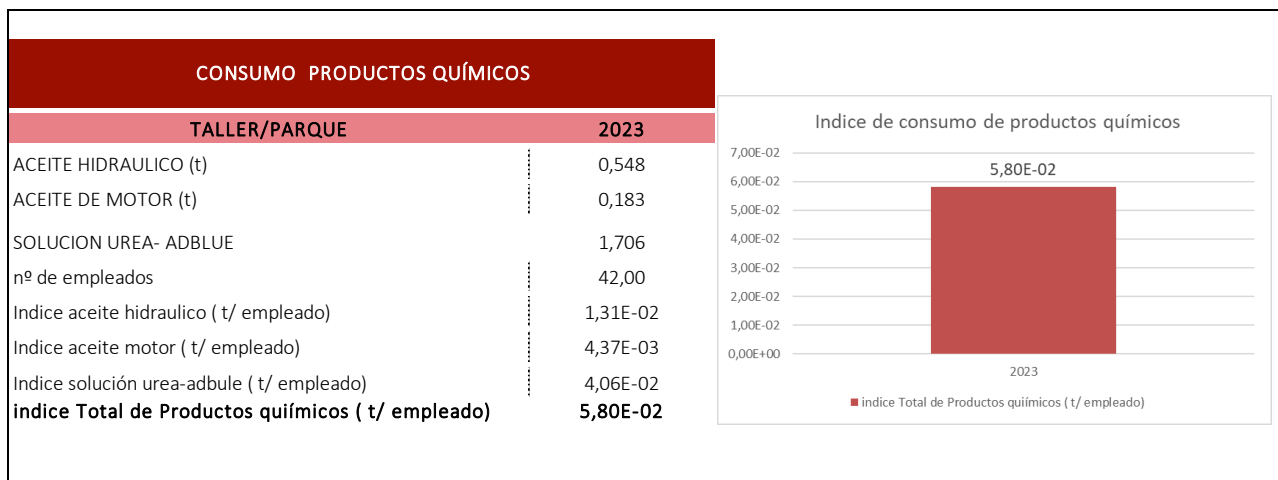 CONSUMO PRODUCTOS QUÍMICOS
TALLER/PARQUE 2023
ACEITE HIDRAULICO (t) 0,548
ACEITE DE MOTOR (t) 0,183
SOLUCION UREA- ADBLUE 1,706
nº de empleados 42,00
Indice aceite hidraulico ( t/ empleado) 1,31E-02
Indice aceite motor ( t/ empleado) 4,37E-03
Indice solución urea-adbule ( t/ empleado) 4,06E-02
indice Total de Productos quiímicos ( t/ empleado) 5,80E-02
Indice de consumo de productos químicos
7,00E-02
6,00E-02
5,00E-02
4,00E-02
3,00E-02
2,00E-02
1,00E-02
0,00E+00
5,80E-02
2023
indice Total de Productos quiímicos ( t/ empleado)